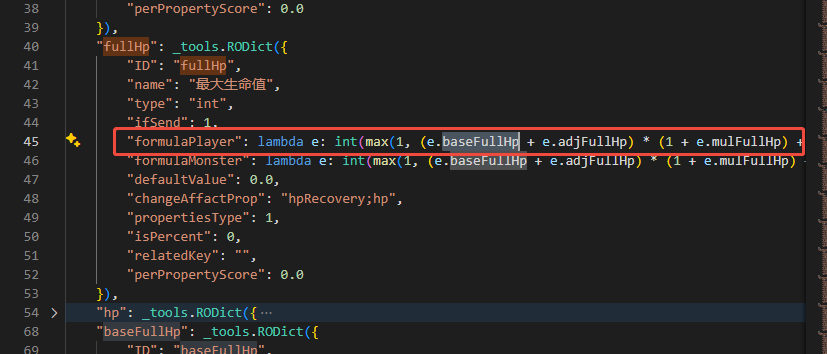 38 "perPropertyScore": 0.0
39 }),
40 "fullHp": _tools.RODict({
41 "ID": "fullHp",
42 "name": "最大生命值",
43 "type": "int",
44 "ifSend": 1,
45 "formulaPlayer": lambda e: int(max(1, (e.baseFullHp + e.adjFullHp) * (1 + e.mulFullHp) +
46 "formulaMonster": lambda e: int(max(1, (e.baseFullHp + e.adjFullHp) * (1 + e.mulFullHp)
47 "defaultValue": 0.0,
48 "changeAffactProp": "hpRecovery;hp",
49 "propertiesType": 1,
50 "isPercent": 0,
51 "relatedKey": "",
52 "perPropertyScore": 0.0
53 }),
54 > "hp": _tools.RODict({ ⋯
68 "baseFullHp": _tools.RODict({
69 "ID": "baseFullHp",